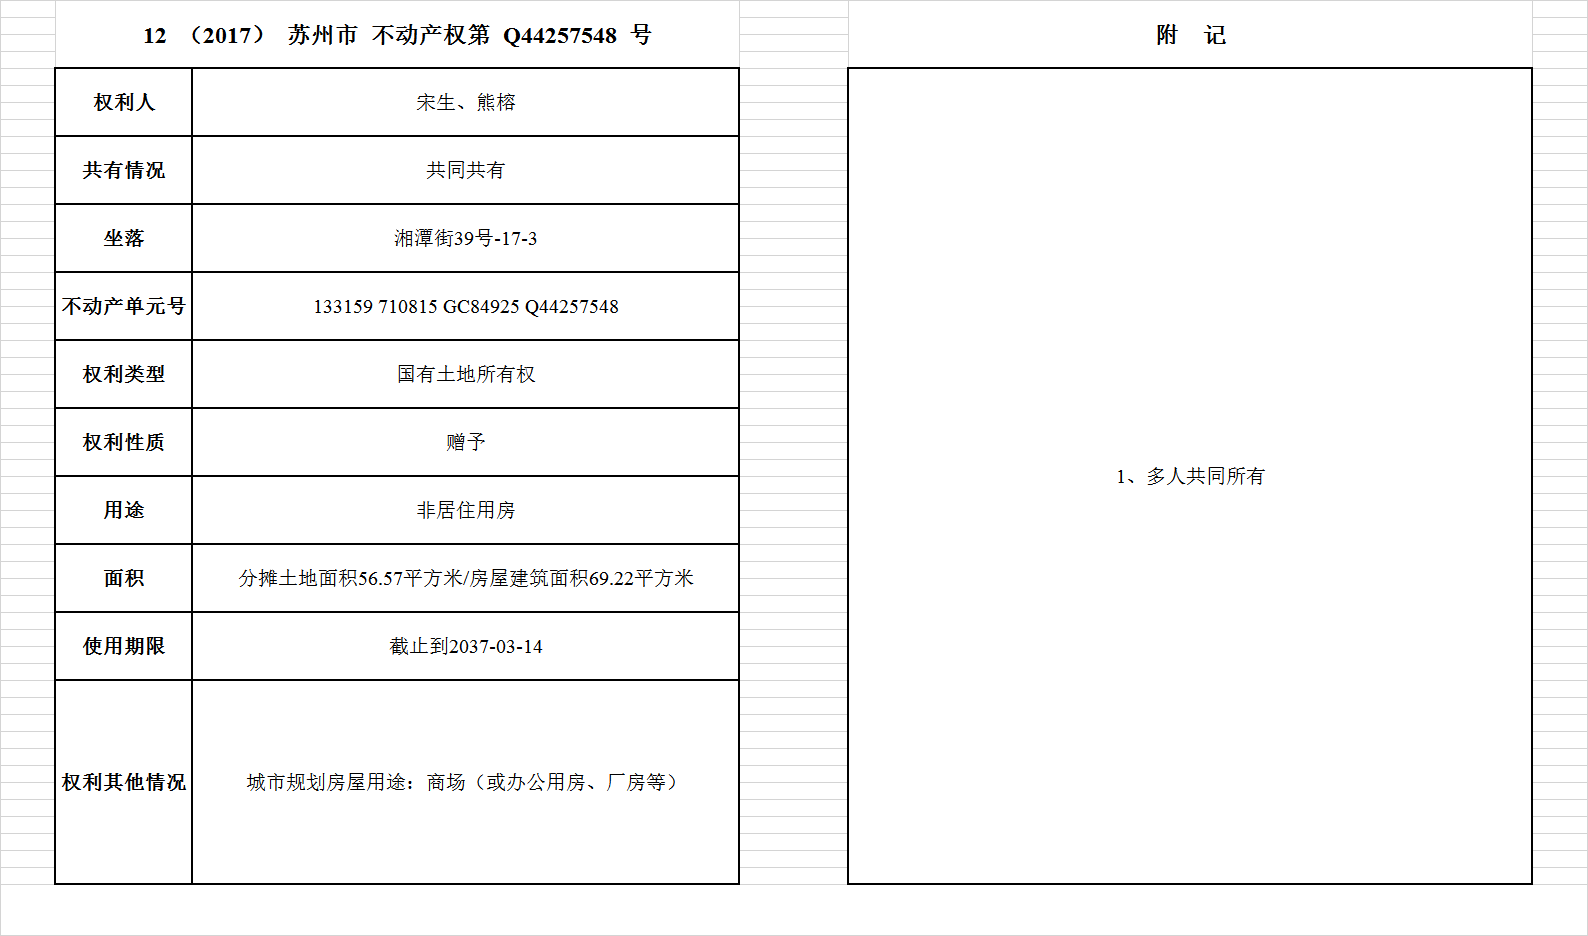 12 （2017） 苏州市 不动产权第 Q44257548 号
权利人 宋生、熊榕
共有情况 共同共有
坐落 湘潭街39号-17-3
不动产单元号 133159 710815 GC84925 Q44257548
权利类型 国有土地所有权
权利性质 赠予
用途 非居住用房
面积 分摊土地面积56.57平方米/房屋建筑面积69.22平方米
使用期限 截止到2037-03-14
权利其他情况 城市规划房屋用途：商场（或办公用房、厂房等）
附 记
1、多人共同所有